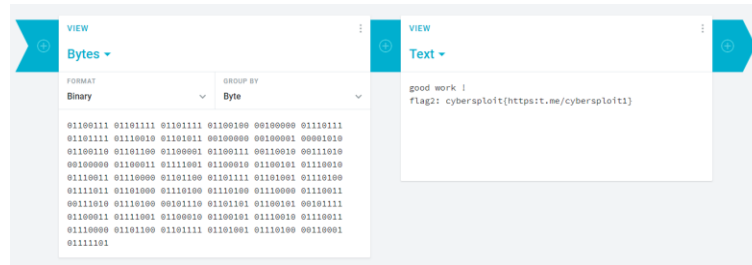 VIEW
Bytes
FORMAT
Binary
GROUP BY
Byte
01100111 01101111 01101111 01100100 00100000 01110111
01101111 01110010 01101011 00100000 00100001 00001010
01100110 01101100 01100001 01100111 00110010 00111010
00100000 01100011 01111001 01100010 01100101 01110010
01110011 01110000 01101100 01101111 01101001 01110100
01111011 01101000 01110100 01110100 01110000 01110011
00111010 01110100 00101110 01101101 01100101 00101111
01100011 01111001 01100010 01100101 01110010 01110011
01110000 01101100 01101111 01101001 01110100 00110001
01111101
VIEW
Text
good work !
flag2: cybersploit{https:t.me/cybersploit1}